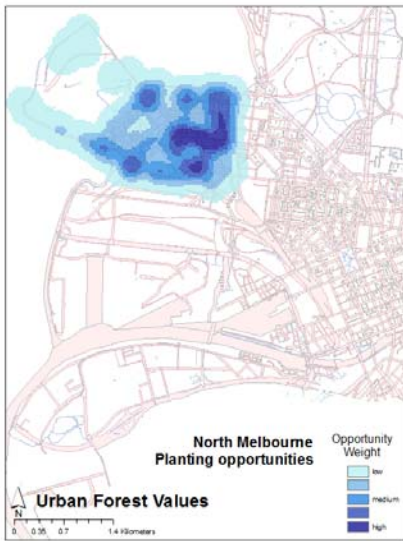 North Melbourne
Planting opportunities
Opportunity
Weight
low
medium
high
Urban Forest Values
N
0 0.35 0.7 1.4 Kilometers